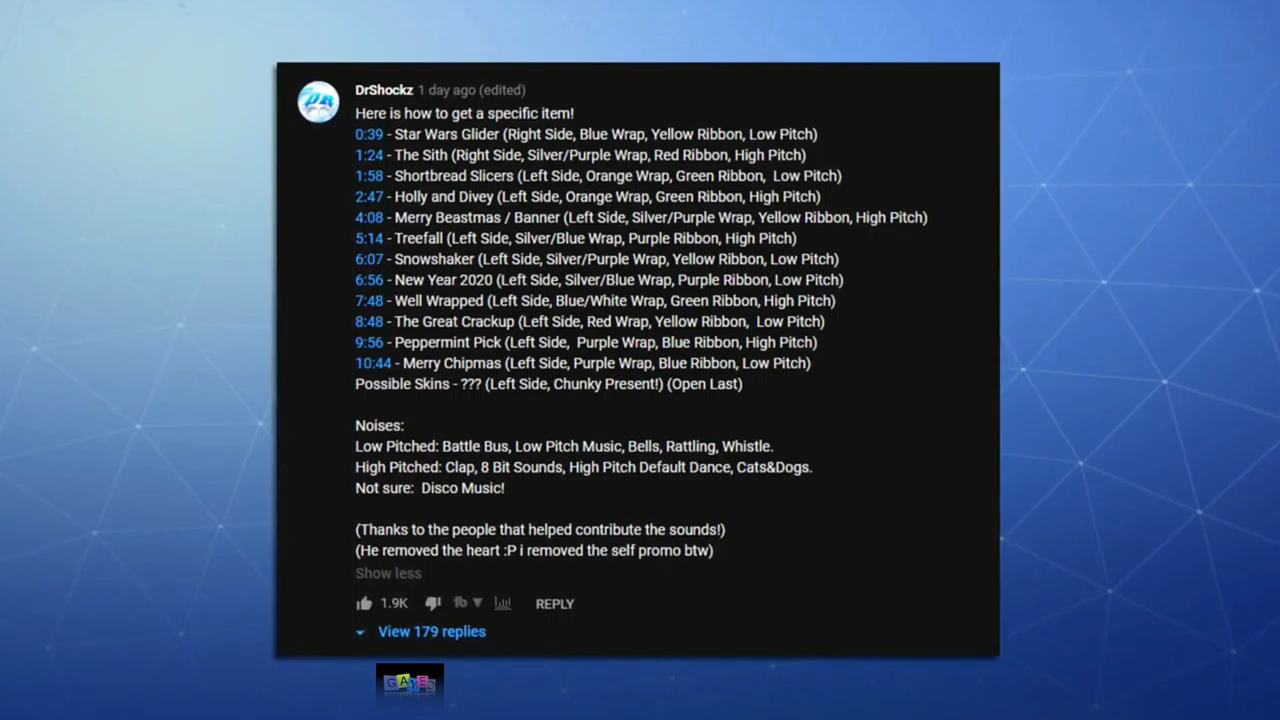 DrShockz 1 day ago (edited)
Here is how to get a specific item!
0:39 - Star Wars Glider (Right Side, Blue Wrap, Yellow Ribbon, Low Pitch)
1:24 - The Sith (Right Side, Silver/Purple Wrap, Red Ribbon, High Pitch)
1:58 - Shortbread Slicers (Left Side, Orange Wrap, Green Ribbon,  Low Pitch)
2:47 - Holly and Divey (Left Side, Orange Wrap, Green Ribbon, High Pitch)
4:08 - Merry Beastmas / Banner (Left Side, Silver/Purple Wrap, Yellow Ribbon, High Pitch)
5:14 - Treefall (Left Side, Silver/Blue Wrap, Purple Ribbon, High Pitch)
6:07 - Snowshaker (Left Side, Silver/Purple Wrap, Yellow Ribbon, Low Pitch)
6:56 - New Year 2020 (Left Side, Silver/Blue Wrap, Purple Ribbon, Low Pitch)
7:48 - Well Wrapped (Left Side, Blue/White Wrap, Green Ribbon, High Pitch)
8:48 - The Great Crackup (Left Side, Red Wrap, Yellow Ribbon,  Low Pitch)
9:56 - Peppermint Pick (Left Side,  Purple Wrap, Blue Ribbon, High Pitch)
10:44 - Merry Chipmas (Left Side, Purple Wrap, Blue Ribbon, Low Pitch)
Possible Skins - ??? (Left Side, Chunky Present!) (Open Last)
Noises:
Low Pitched: Battle Bus, Low Pitch Music, Bells, Rattling, Whistle.
High Pitched: Clap, 8 Bit Sounds, High Pitch Default Dance, Cats&Dogs.
Not sure:  Disco Music!
(Thanks to the people that helped contribute the sounds!)
(He removed the heart :P i removed the self promo btw)
Show less
1.9K REPLY
View 179 replies